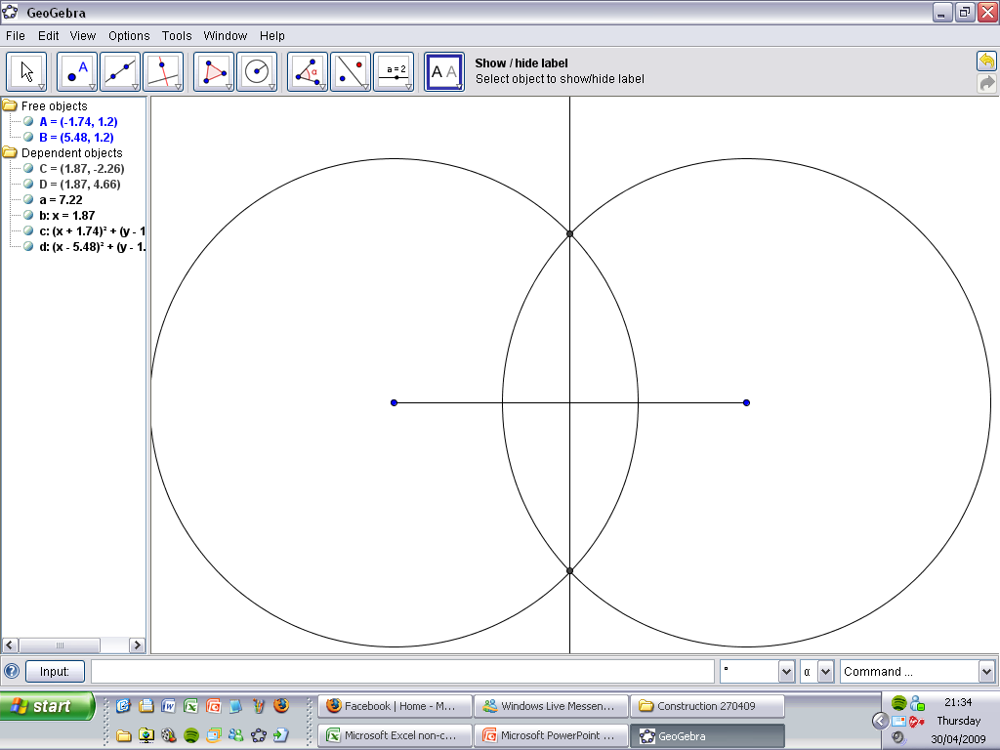 GeoGebra
File Edit View Options Tools Window Help
A
α
a = 2
A A
Show / hide label
Select object to show/hide label
Free objects
A = (-1.74, 1.2)
B = (5.48, 1.2)
Dependent objects
C = (1.87, -2.26)
D = (1.87, 4.66)
a = 7.22
b: x = 1.87
c: (x + 1.74)² + (y - 1
d: (x - 5.48)² + (y - 1.
Input: ° α Command ...
start Facebook | Home - M... Windows Live Messen... Construction 270409 21:34
Thursday
Microsoft Excel non-c... Microsoft PowerPoint ... GeoGebra 30/04/2009